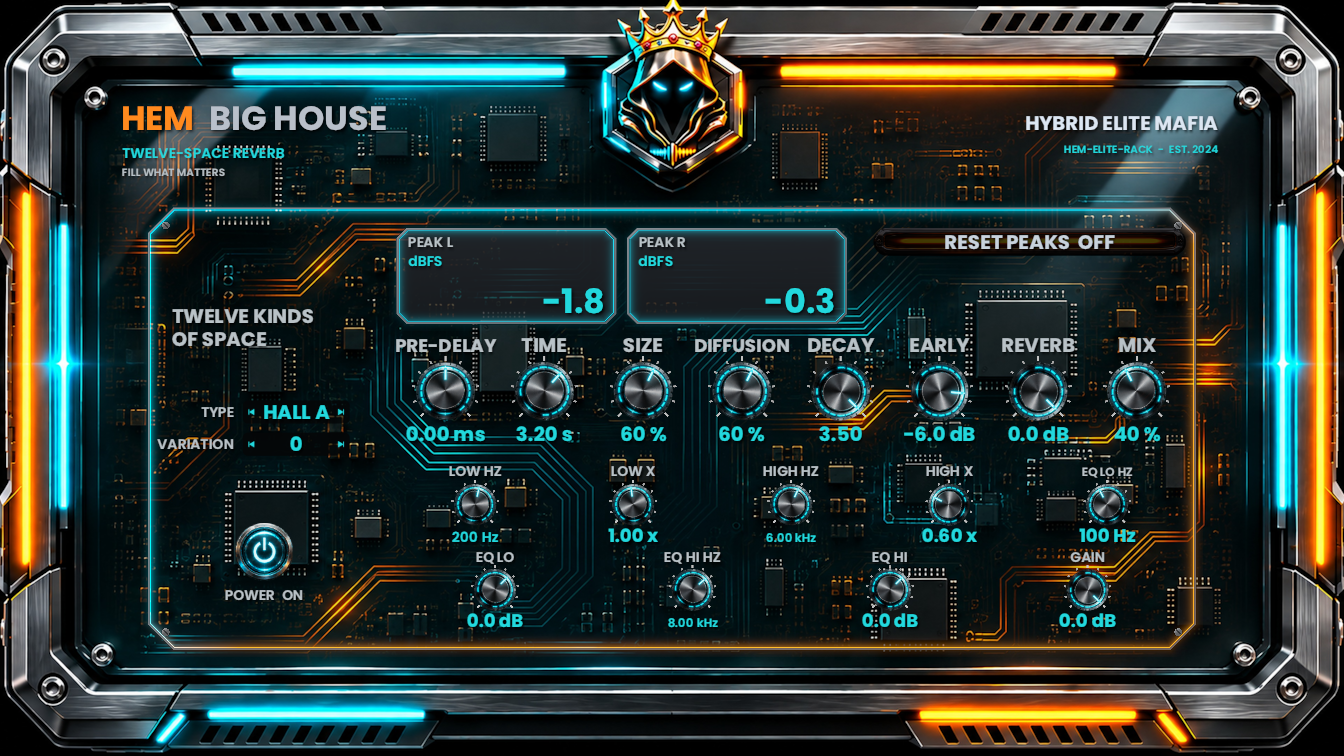 HEM BIG HOUSE
TWELVE-SPACE REVERB
FILL WHAT MATTERS
HYBRID ELITE MAFIA
HEM-ELITE-RACK - EST. 2024
PEAK L
dBFS
-1.8
PEAK R
dBFS
-0.3
RESET PEAKS OFF
TWELVE KINDS
OF SPACE
TYPE HALL A
VARIATION 0
POWER ON
PRE-DELAY TIME SIZE DIFFUSION DECAY EARLY REVERB MIX
0.00 ms 3.20 s 60 % 60 % 3.50 -6.0 dB 0.0 dB 40 %
LOW HZ LOW X HIGH HZ HIGH X EQ LO HZ
200 Hz 1.00 x 6.00 kHz 0.60 x 100 Hz
EQ LO EQ HI HZ EQ HI GAIN
0.0 dB 8.00 kHz 0.0 dB 0.0 dB